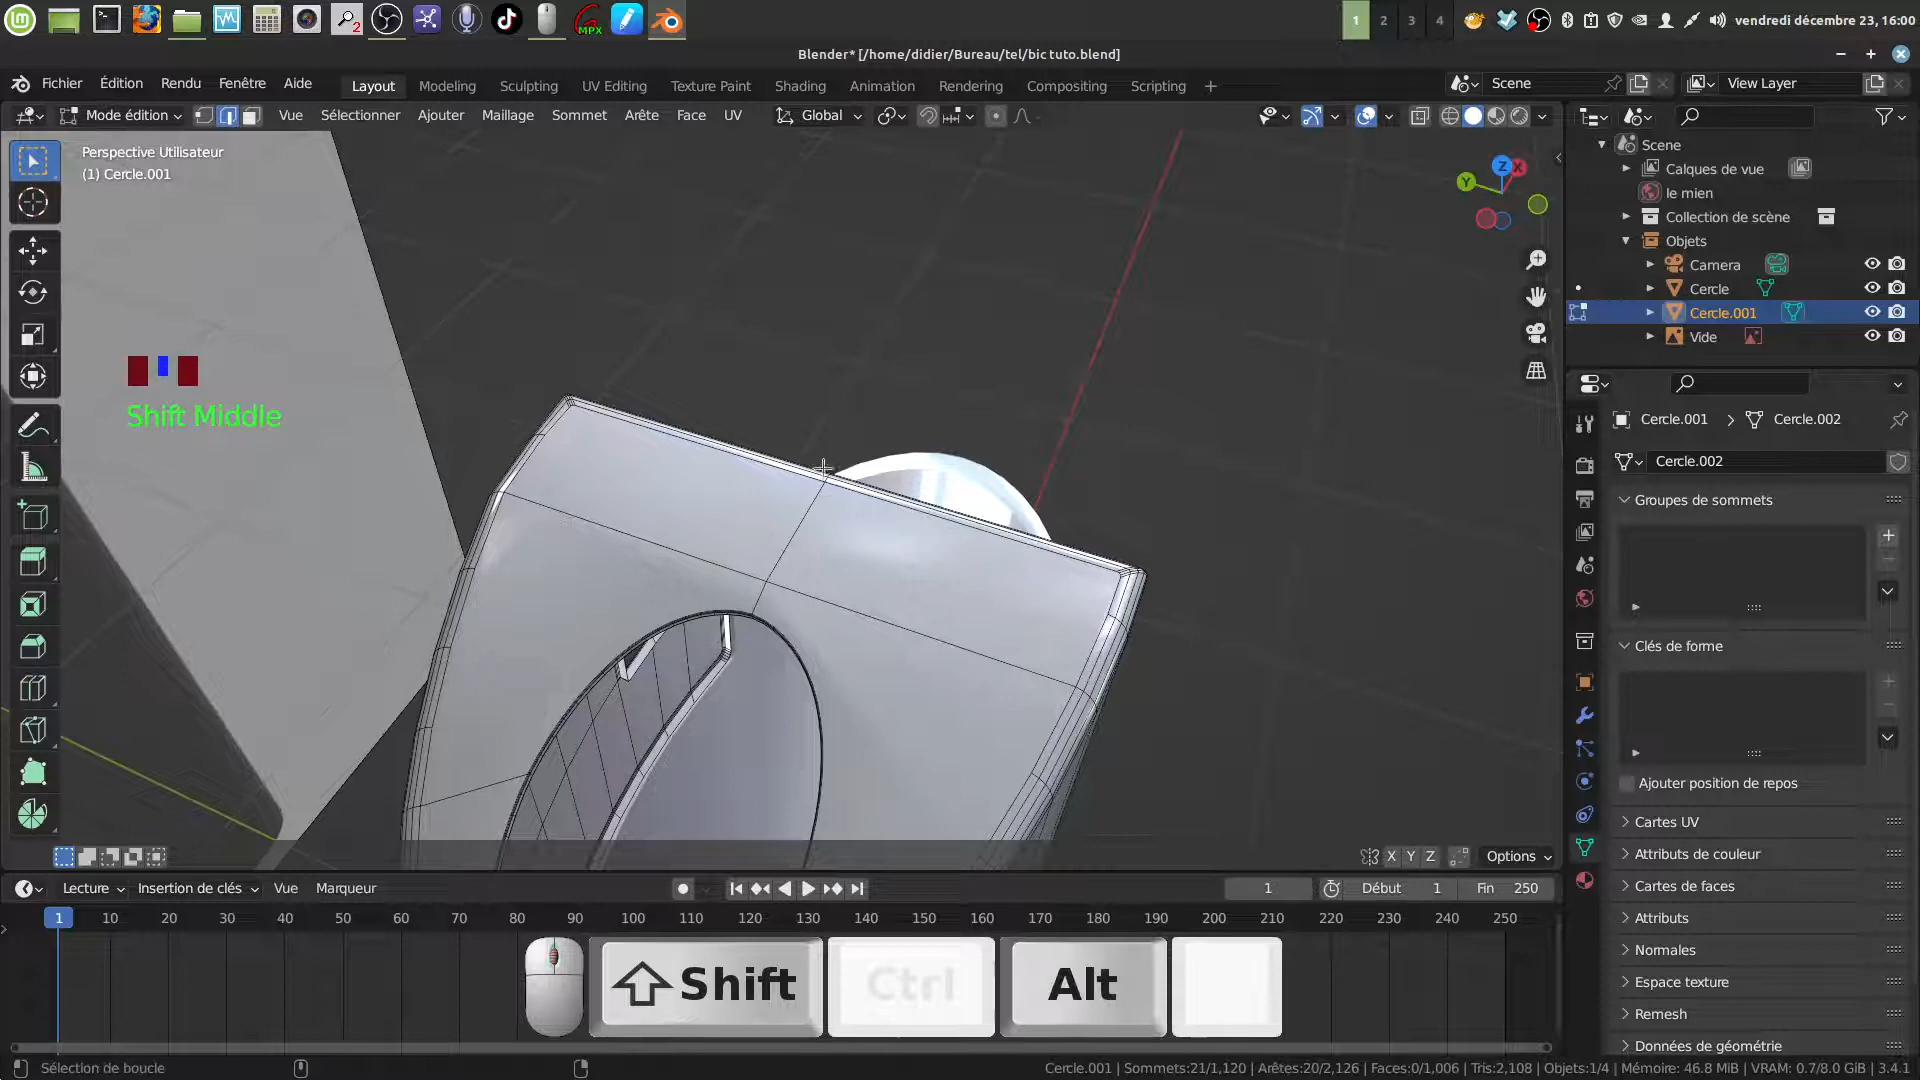 2
MPX
1 2 3 4
vendredi décembre 23, 16:00
Blender* [/home/didier/Bureau/tel/bic tuto.blend]
Fichier Édition Rendu Fenêtre Aide
Layout Modeling Sculpting UV Editing Texture Paint Shading Animation Rendering Compositing Scripting +
Scene
View Layer
Mode édition
Vue Sélectionner Ajouter Maillage Sommet Arête Face UV
Global
Perspective Utilisateur
(1) Cercle.001
Z X Y
Shift Middle
Scene
Calques de vue
le mien
Collection de scène
Objets
Camera
Cercle
Cercle.001
Vide
Cercle.001 > Cercle.002
Cercle.002
Groupes de sommets
Clés de forme
Ajouter position de repos
Cartes UV
Attributs de couleur
Cartes de faces
Attributs
Normales
Espace texture
Remesh
Données de géométrie
X Y Z
Options
Lecture Insertion de clés Vue Marqueur
1
Début 1
Fin 250
1 10 20 30 40 50 60 70 80 90 100 110 120 130 140 150 160 170 180 190 200 210 220 230 240 250
Shift Ctrl Alt
Sélection de boucle
Cercle.001 | Sommets:21/1,120 | Arêtes:20/2,126 | Faces:0/1,006 | Tris:2,108 | Objets:1/4 | Mémoire: 46.8 MiB | VRAM: 0.7/8.0 GiB | 3.4.1